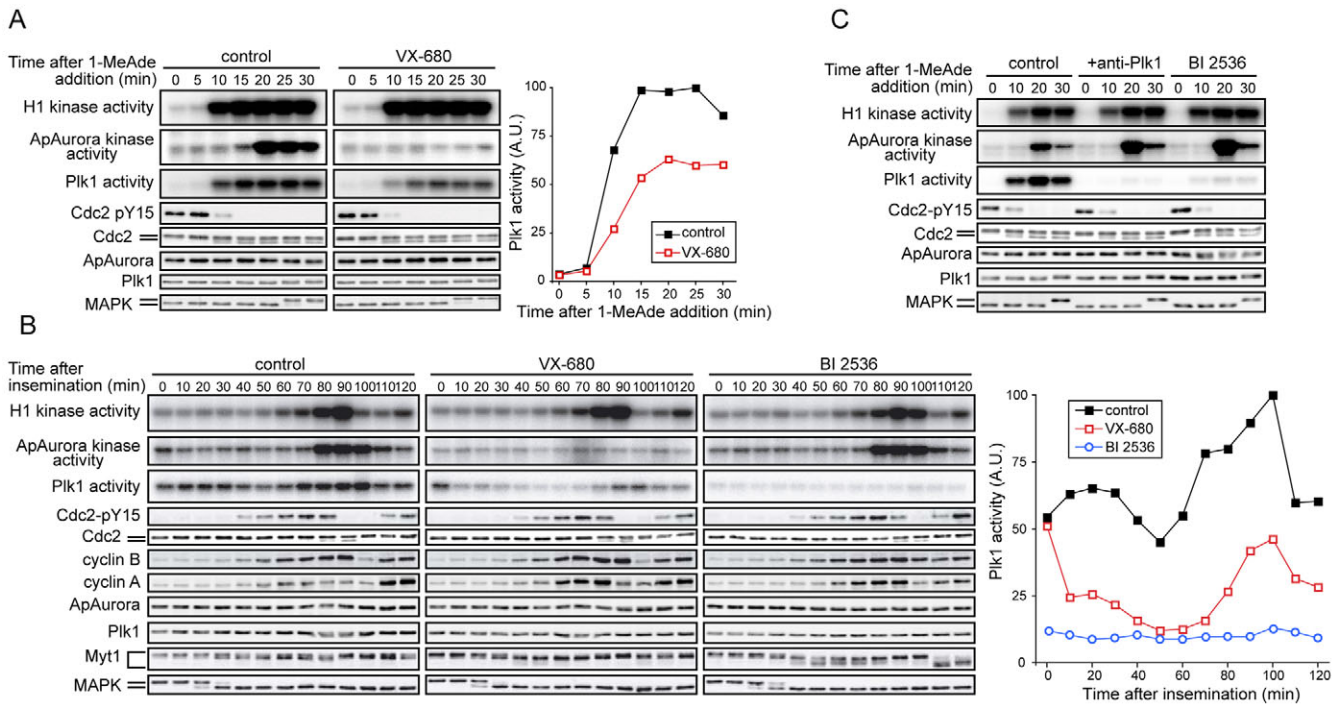 A
Time after 1-MeAde
addition (min)
control
VX-680
0 5 10 15 20 25 30
0 5 10 15 20 25 30
H1 kinase activity
ApAurora kinase
activity
Plk1 activity
Cdc2 pY15
Cdc2
ApAurora
Plk1
MAPK
Plk1 activity (A.U.)
100
75
50
25
0
control
VX-680
0 5 10 15 20 25 30
Time after 1-MeAde addition (min)
C
Time after 1-MeAde
addition (min)
control
+anti-Plk1
BI 2536
0 10 20 30
0 10 20 30
0 10 20 30
H1 kinase activity
ApAurora kinase
activity
Plk1 activity
Cdc2-pY15
Cdc2
ApAurora
Plk1
MAPK
B
Time after
insemination (min)
control
VX-680
BI 2536
0 10 20 30 40 50 60 70 80 90 100 110 120
0 10 20 30 40 50 60 70 80 90 100 110 120
0 10 20 30 40 50 60 70 80 90 100 110 120
H1 kinase activity
ApAurora kinase
activity
Plk1 activity
Cdc2-pY15
Cdc2
cyclin B
cyclin A
ApAurora
Plk1
Myt1
MAPK
Plk1 activity (A.U.)
100
75
50
25
0
control
VX-680
BI 2536
0 20 40 60 80 100 120
Time after insemination (min)